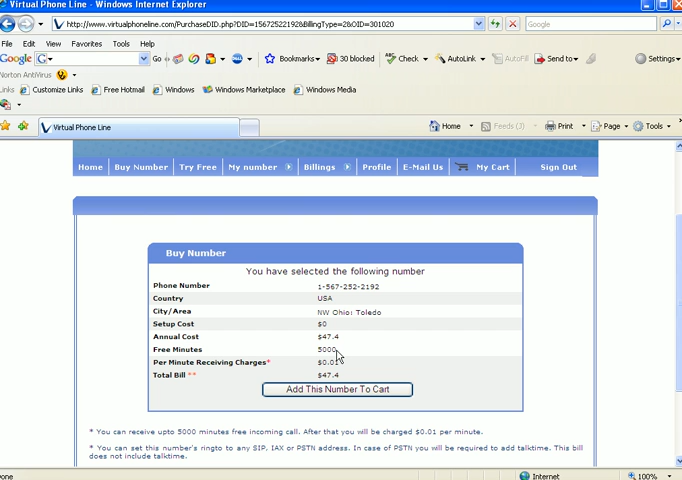 Virtual Phone Line - Windows Internet Explorer
http://www.virtualphoneline.com/PurchaseDID.php?DID=15672522192&BillingType=2&OID=301020
Google
File Edit View Favorites Tools Help
Google G Go Bookmarks 30 blocked Check AutoLink AutoFill Send to Settings
Norton AntiVirus
Links Customize Links Free Hotmail Windows Windows Marketplace Windows Media
Virtual Phone Line Home Feeds (J) Print Page Tools
Home Buy Number Try Free My number Billings Profile E-Mail Us My Cart Sign Out
Buy Number
You have selected the following number
Phone Number 1-567-252-2192
Country USA
City/Area NW Ohio: Toledo
Setup Cost $0
Annual Cost $47.4
Free Minutes 5000
Per Minute Receiving Charges* $0.01
Total Bill ** $47.4
Add This Number To Cart
* You can receive upto 5000 minutes free incoming call. After that you will be charged $0.01 per minute.
* You can set this number's ringto to any SIP, IAX or PSTN address. In case of PSTN you will be required to add talktime. This bill
does not include talktime.
Done Internet 100%